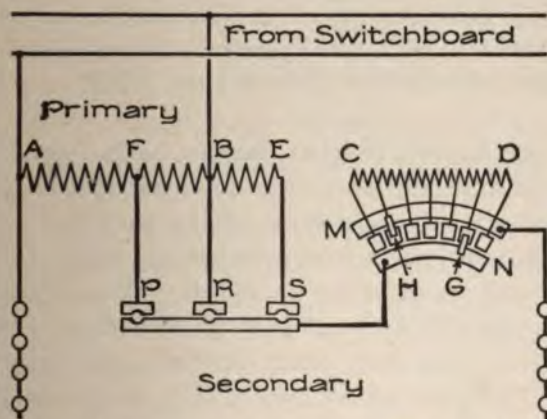 From Switchboard
Primary
A F B E
C D
M
N
P R S
H G
Secondary